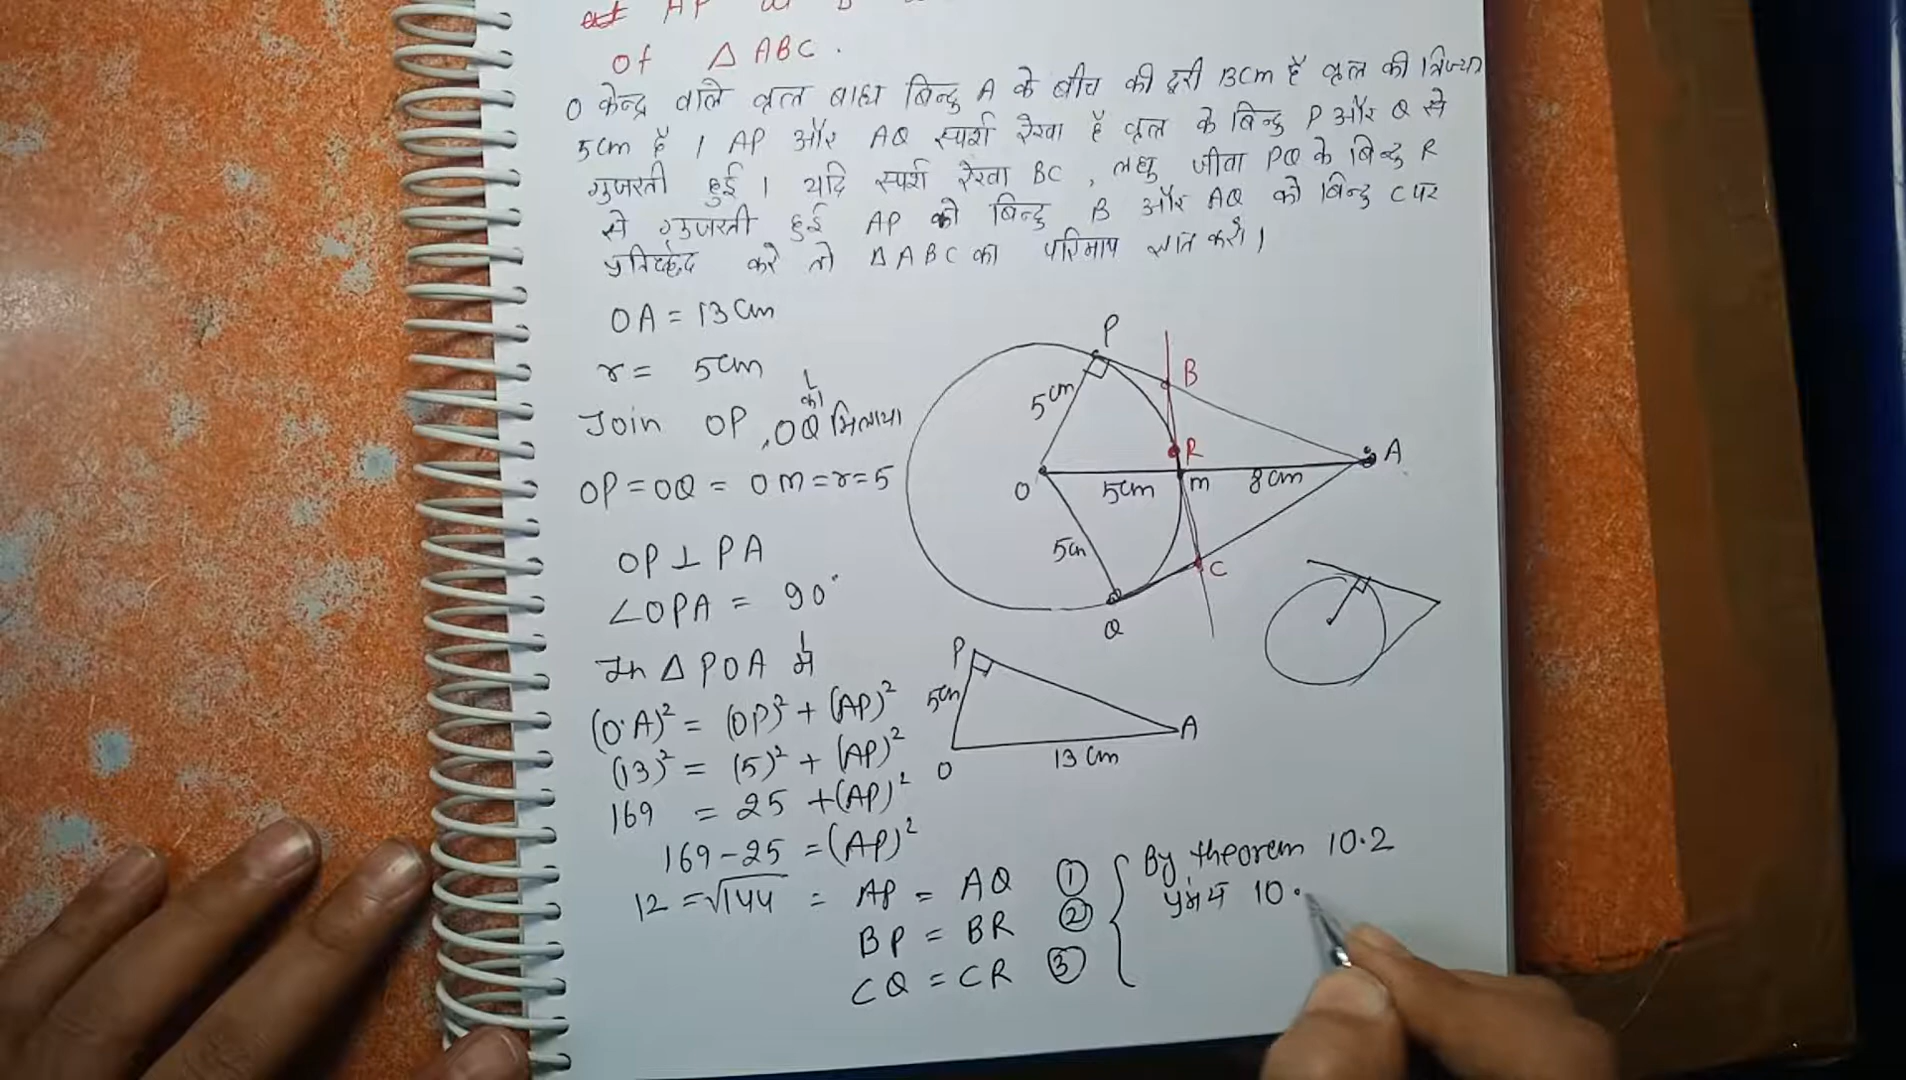 of △ ABC.
O केन्द्र वाले वृत्त बाह्य बिन्दु A के बीच की दूरी 13cm है वृत्त की त्रिज्या
5cm है । AP और AQ स्पर्श रेखा है वृत्त के बिन्दु P और Q से
गुजरती हुई । यदि स्पर्श रेखा BC, लघु जीवा PQ के बिन्दु R
से गुजरती हुई AP को बिन्दु B और AQ को बिन्दु C पर
करे तो △ABC का परिमाप ज्ञात करो।
OA = 13 cm
r = 5cm
को
Join OP, OQ मिलाया
OP = OQ = OM = r = 5
OP ⊥ PA
∠OPA = 90°
In △ POA में
(O.A)² = (OP)² + (AP)²
(13)² = (5)² + (AP)²
169 = 25 + (AP)²
169 - 25 = (AP)²
12 = √144 = AP = AQ ①
BP = BR ②
CQ = CR ③
By theorem 10.2
प्रमेय 10.
P
B
5cm
R
A
O
5cm
m
8cm
5cm
C
Q
P
5cm
A
O
13 cm